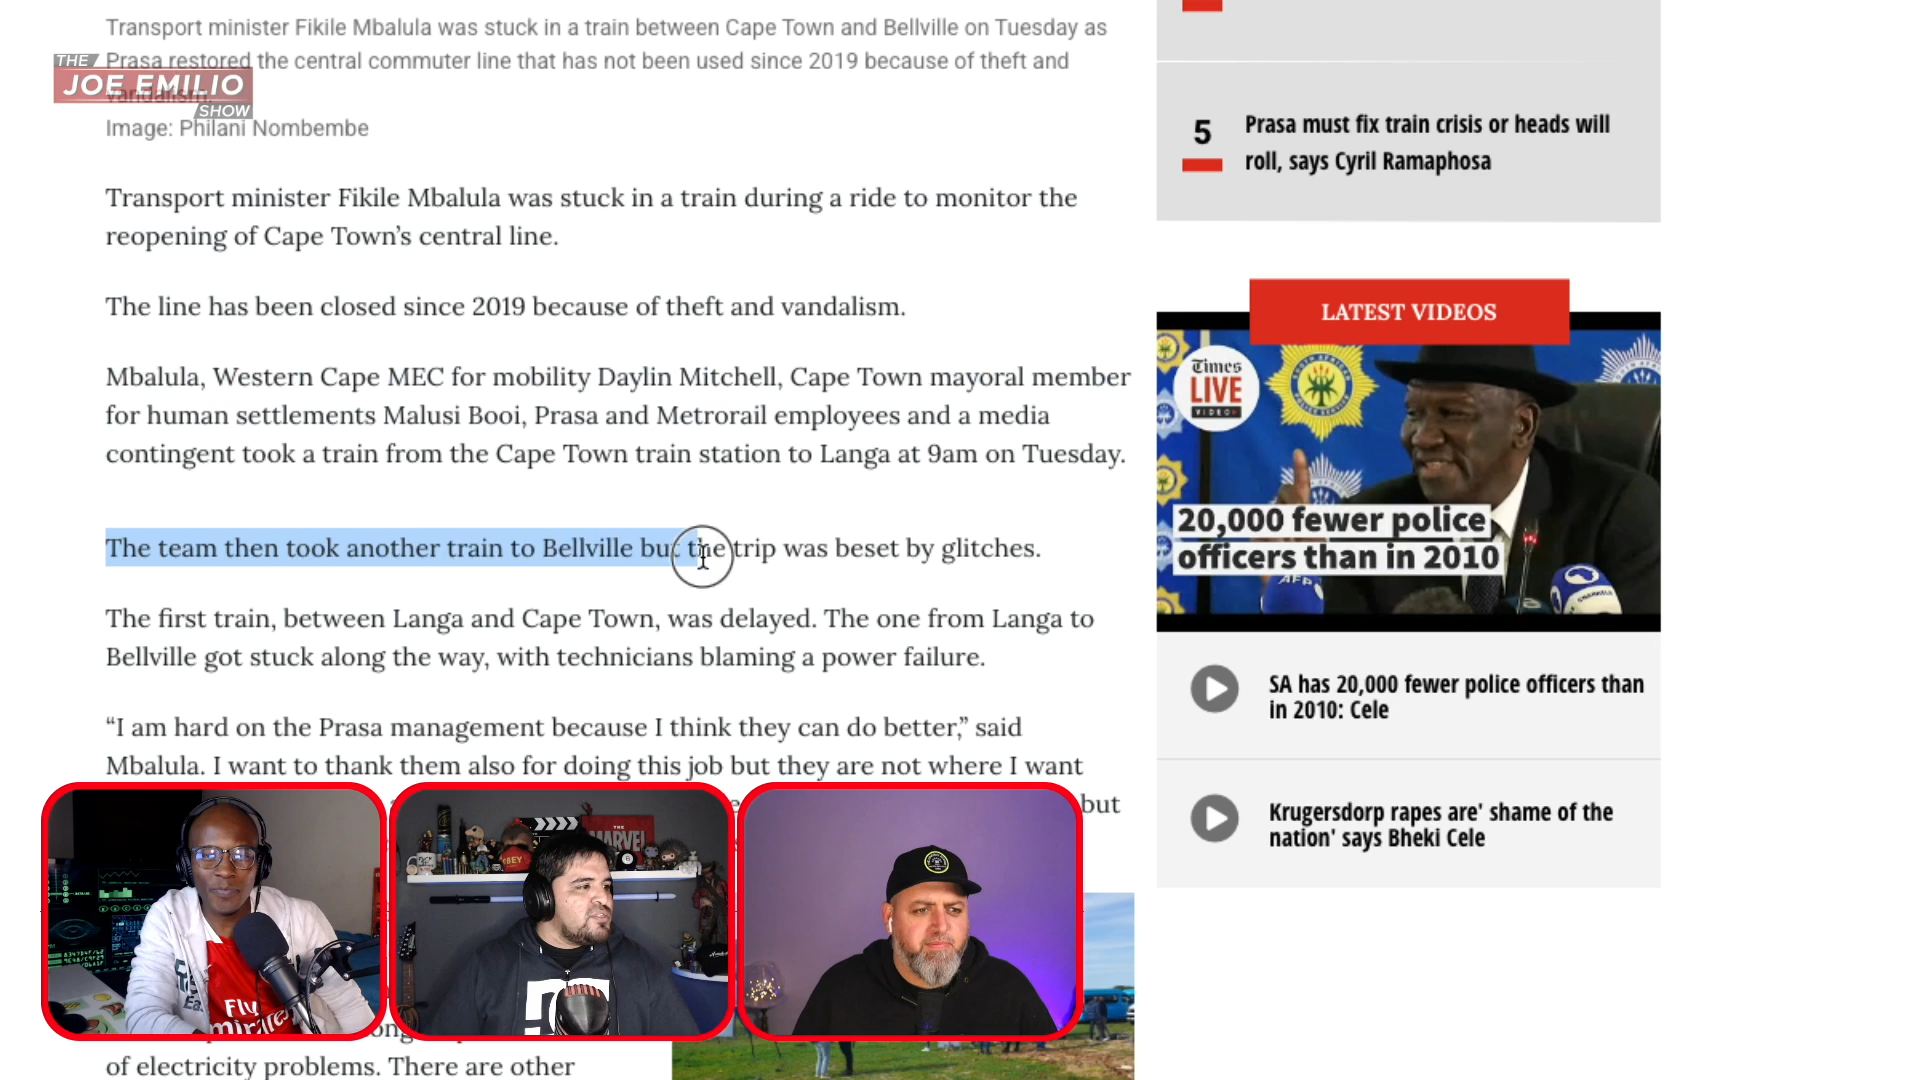 Transport minister Fikile Mbalula was stuck in a train between Cape Town and Bellville on Tuesday as
Prasa restored the central commuter line that has not been used since 2019 because of theft and
vandalism.
Image: Philani Nombembe
THE
JOE EMILIO
SHOW
Transport minister Fikile Mbalula was stuck in a train during a ride to monitor the
reopening of Cape Town’s central line.
The line has been closed since 2019 because of theft and vandalism.
Mbalula, Western Cape MEC for mobility Daylin Mitchell, Cape Town mayoral member
for human settlements Malusi Booi, Prasa and Metrorail employees and a media
contingent took a train from the Cape Town train station to Langa at 9am on Tuesday.
The team then took another train to Bellville but the trip was beset by glitches.
The first train, between Langa and Cape Town, was delayed. The one from Langa to
Bellville got stuck along the way, with technicians blaming a power failure.
“I am hard on the Prasa management because I think they can do better,” said
Mbalula. I want to thank them also for doing this job but they are not where I want
but
of electricity problems. There are other
5
Prasa must fix train crisis or heads will
roll, says Cyril Ramaphosa
LATEST VIDEOS
Times
LIVE
VIDEO
20,000 fewer police
officers than in 2010
AFP
SA has 20,000 fewer police officers than
in 2010: Cele
Krugersdorp rapes are' shame of the
nation' says Bheki Cele
THE
MARVEL
OBEY
Fly
Emirates